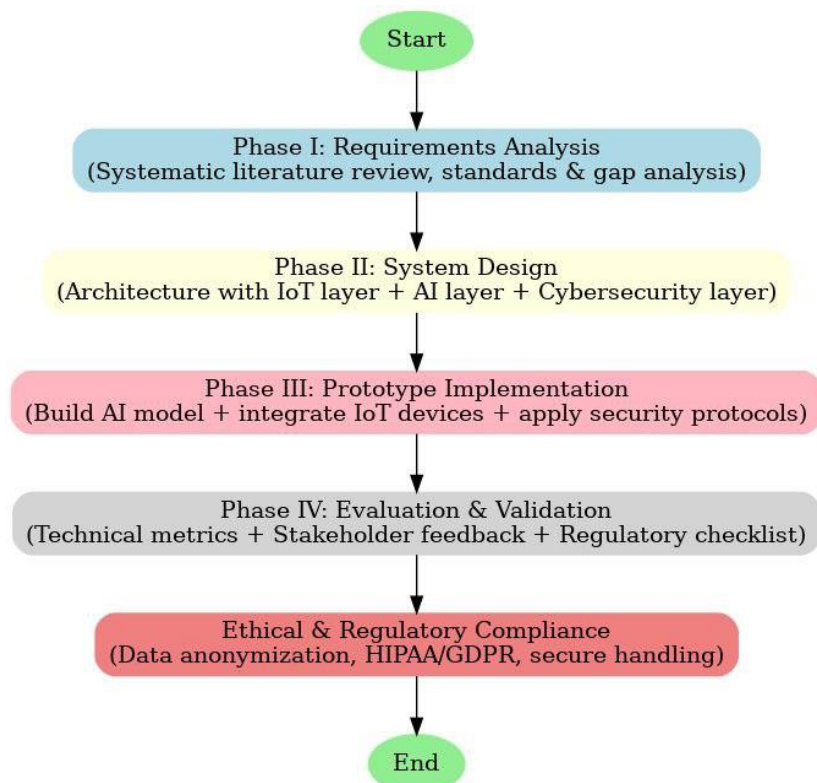 Start
Phase I: Requirements Analysis
(Systematic literature review, standards & gap analysis)
Phase II: System Design
(Architecture with IoT layer + AI layer + Cybersecurity layer)
Phase III: Prototype Implementation
(Build AI model + integrate IoT devices + apply security protocols)
Phase IV: Evaluation & Validation
(Technical metrics + Stakeholder feedback + Regulatory checklist)
Ethical & Regulatory Compliance
(Data anonymization, HIPAA/GDPR, secure handling)
End